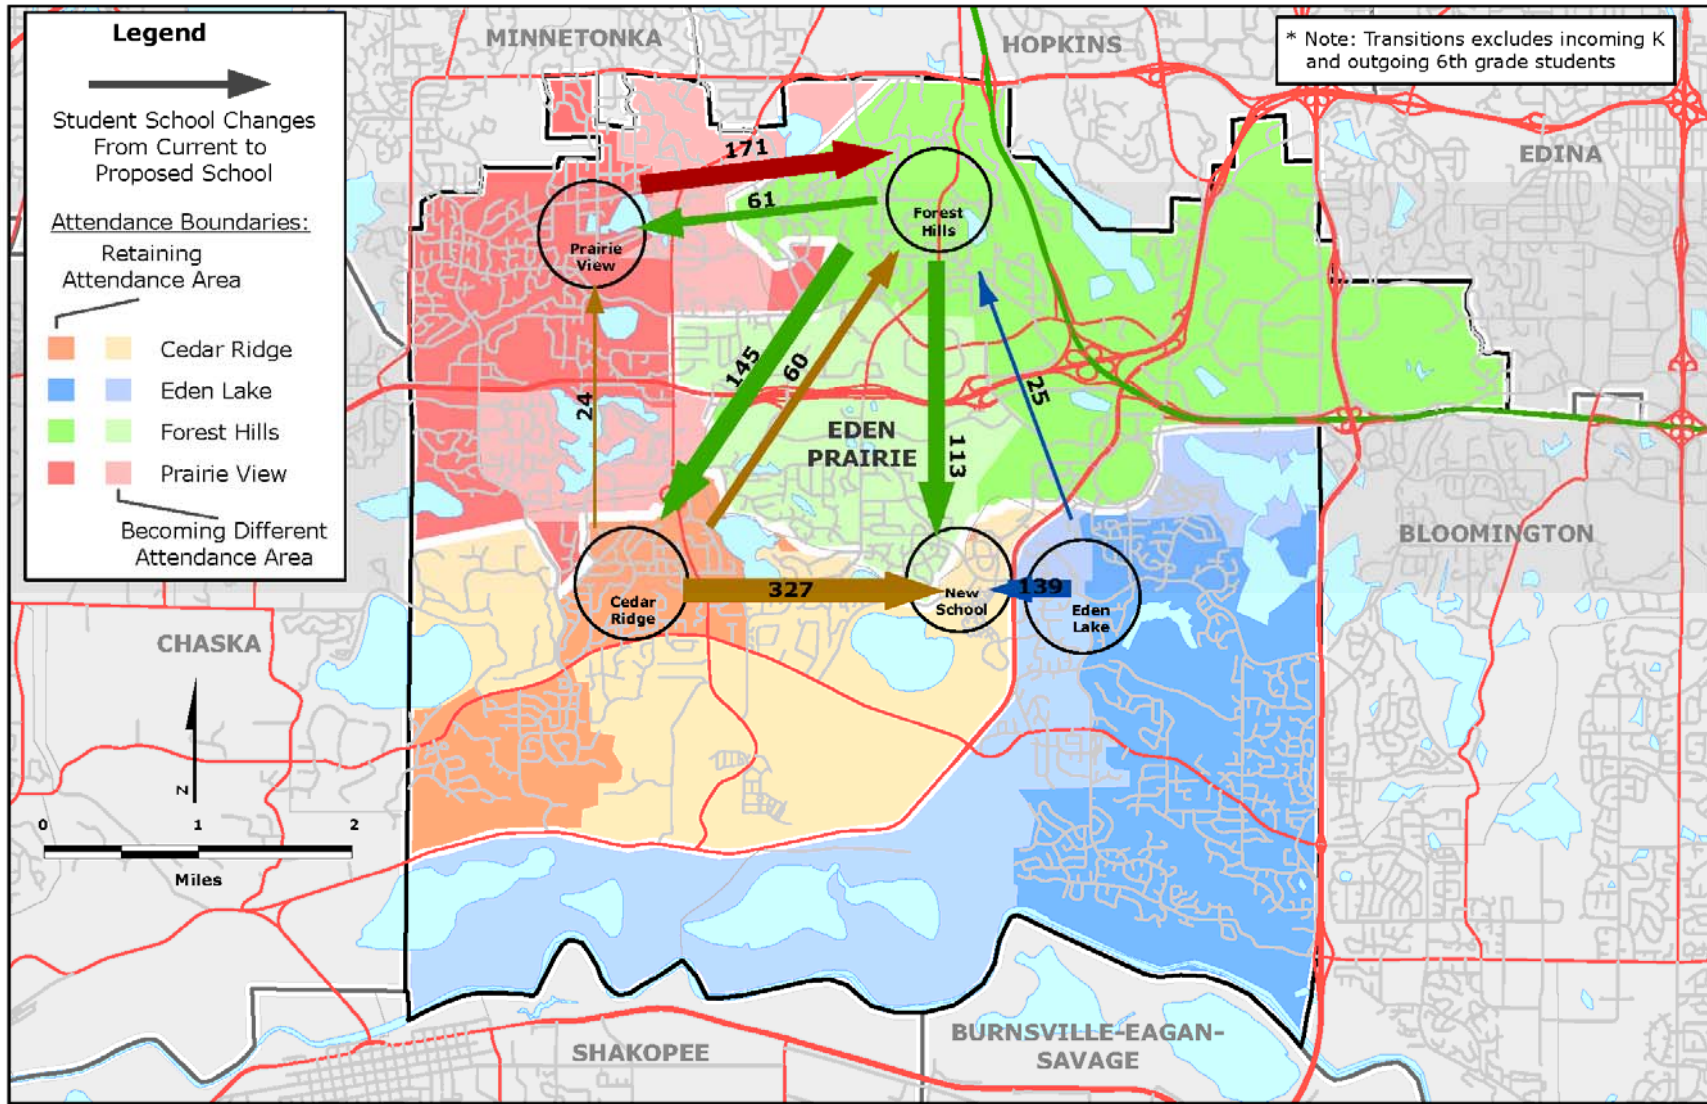 Legend
Student School Changes
From Current to
Proposed School
Attendance Boundaries:
Retaining
Attendance Area
Cedar Ridge
Eden Lake
Forest Hills
Prairie View
Becoming Different
Attendance Area
* Note: Transitions excludes incoming K
and outgoing 6th grade students
MINNETONKA
HOPKINS
EDINA
171
61
Prairie
View
Forest
Hills
145
60
24
25
113
EDEN
PRAIRIE
BLOOMINGTON
327
139
Cedar
Ridge
New
School
Eden
Lake
CHASKA
N
0 1 2
Miles
SHAKOPEE
BURNSVILLE-EAGAN-
SAVAGE